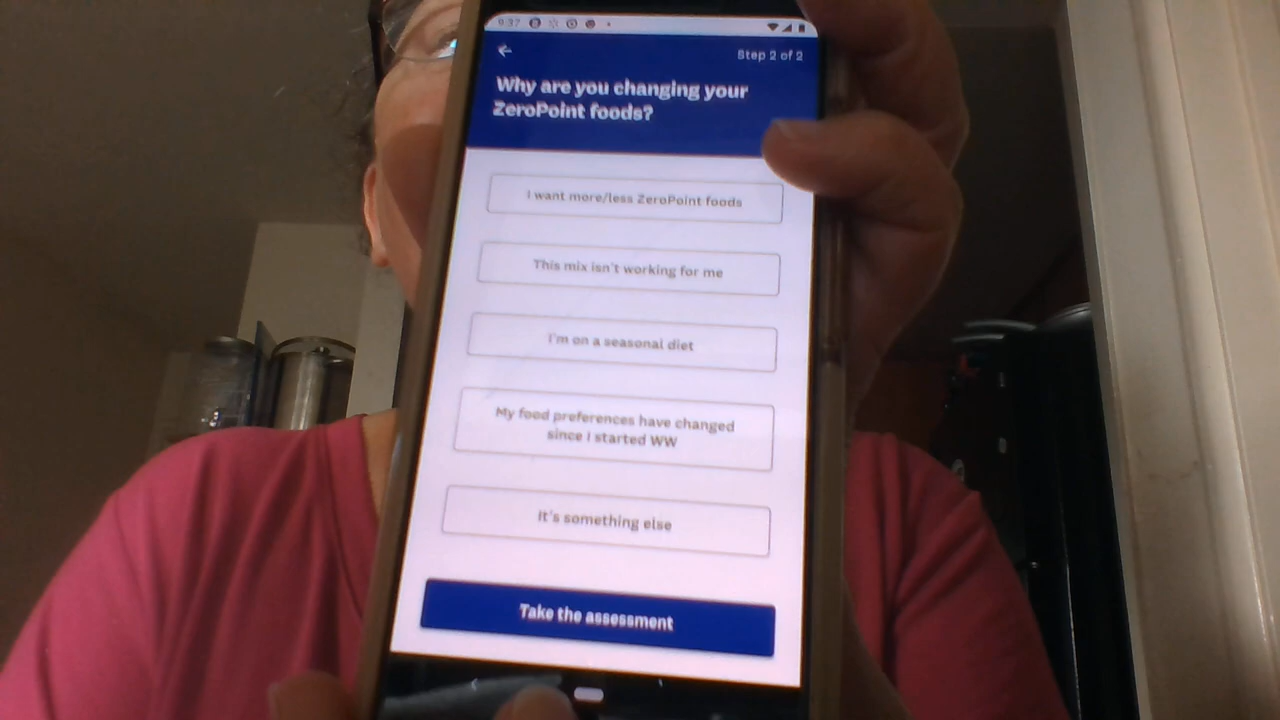 9:37
Step 2 of 2
Why are you changing your
ZeroPoint foods?
I want more/less ZeroPoint foods
This mix isn't working for me
I'm on a seasonal diet
My food preferences have changed
since I started WW
It's something else
Take the assessment